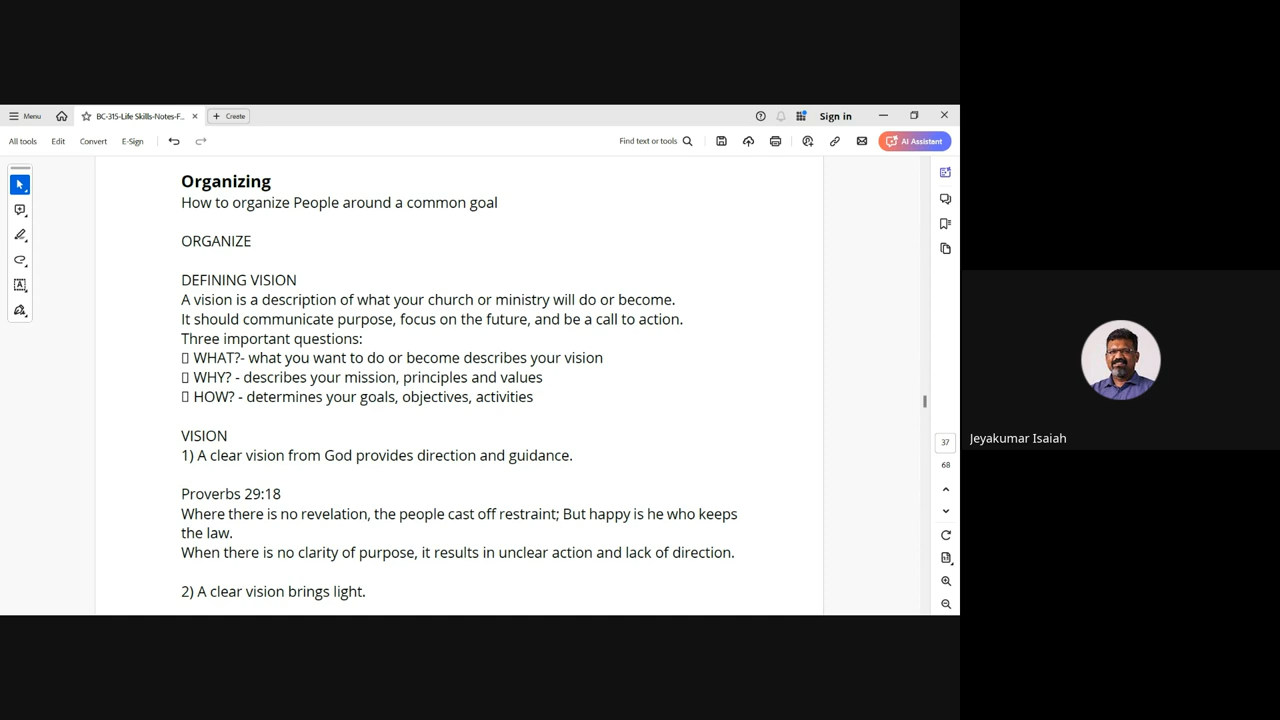 Menu
BC-315-Life Skills-Notes-F...
Create
Sign in
All tools
Edit
Convert
E-Sign
Find text or tools
AI Assistant
Organizing
How to organize People around a common goal
ORGANIZE
DEFINING VISION
A vision is a description of what your church or ministry will do or become.
It should communicate purpose, focus on the future, and be a call to action.
Three important questions:
WHAT?- what you want to do or become describes your vision
WHY? - describes your mission, principles and values
HOW? - determines your goals, objectives, activities
VISION
1) A clear vision from God provides direction and guidance.
Proverbs 29:18
Where there is no revelation, the people cast off restraint; But happy is he who keeps
the law.
When there is no clarity of purpose, it results in unclear action and lack of direction.
2) A clear vision brings light.
37
68
Jeyakumar Isaiah